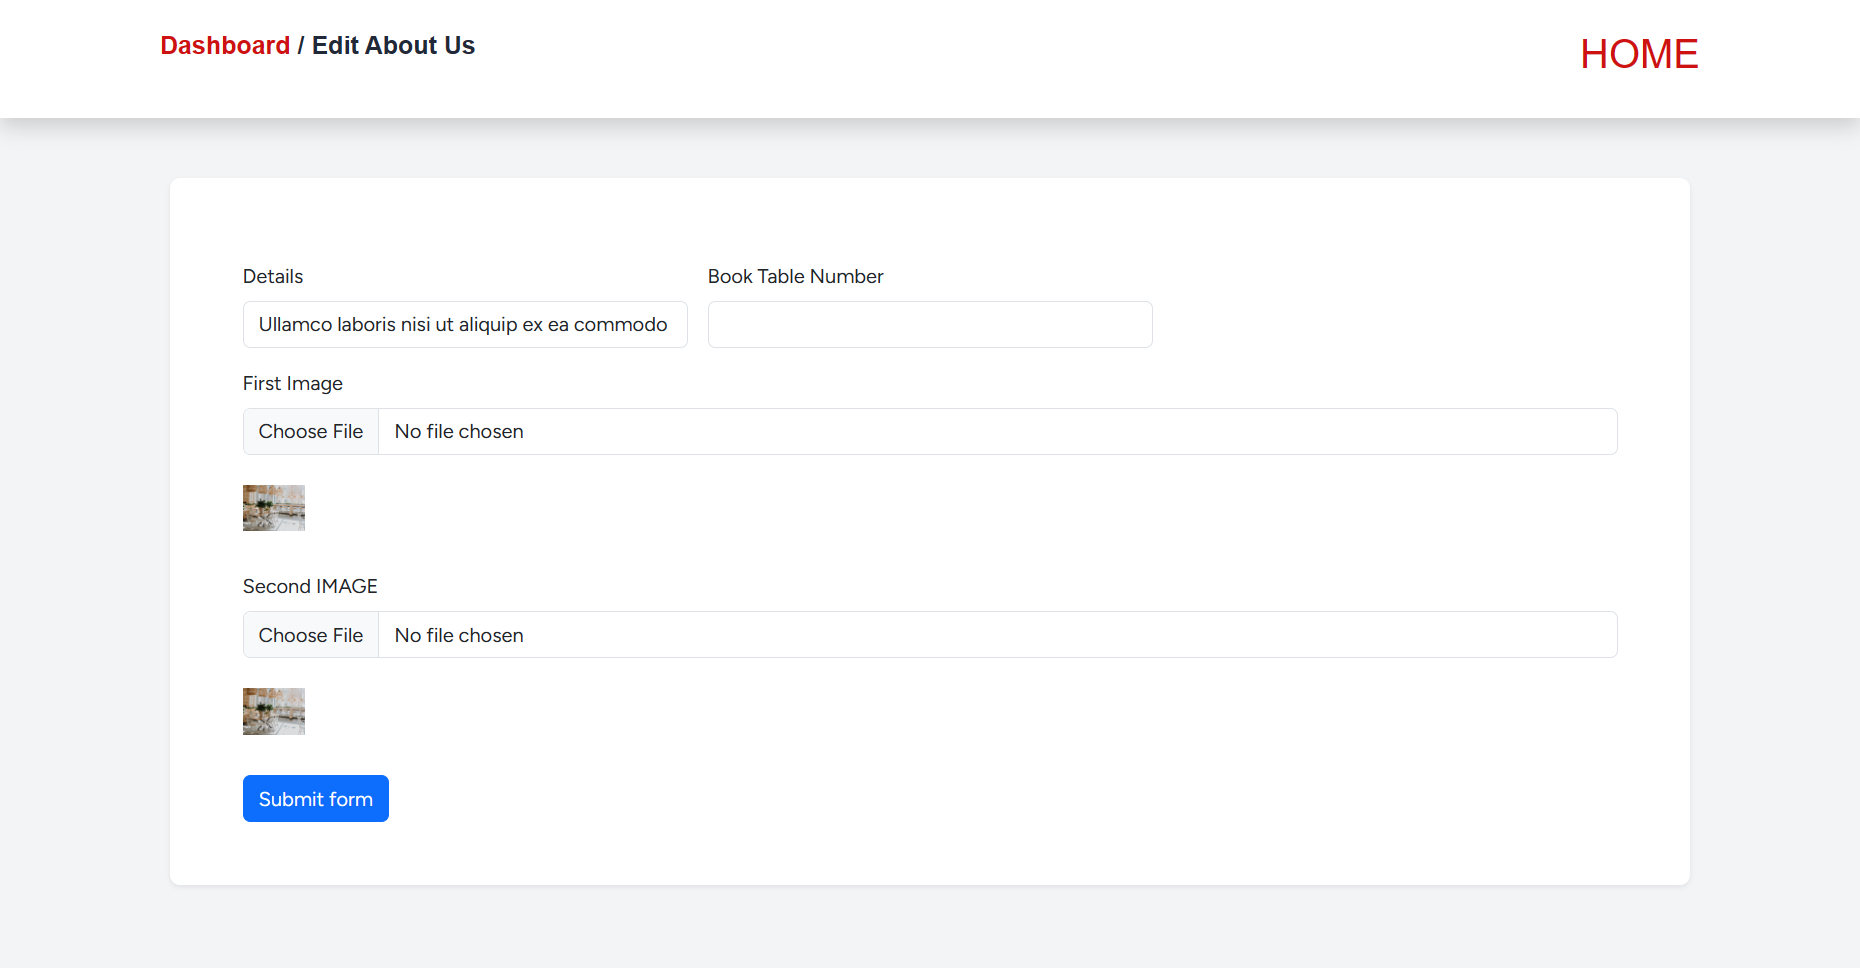 Dashboard / Edit About Us
HOME
Details
Book Table Number
Ullamco laboris nisi ut aliquip ex ea commodo
First Image
Choose File
No file chosen
Second IMAGE
Choose File
No file chosen
Submit form